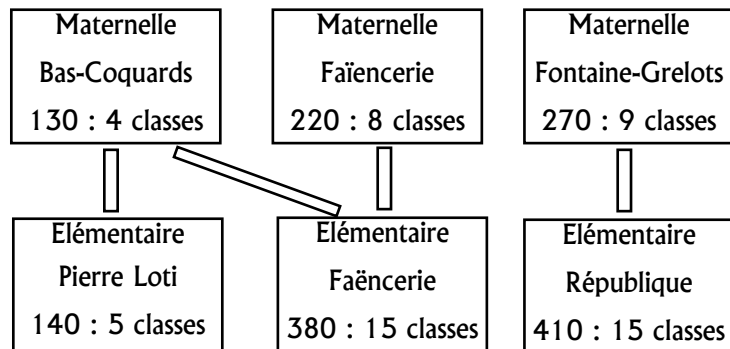 Maternelle
Bas-Coquards
130 : 4 classes
Maternelle
Faïencerie
220 : 8 classes
Maternelle
Fontaine-Grelots
270 : 9 classes
Elémentaire
Pierre Loti
140 : 5 classes
Elémentaire
Faëncerie
380 : 15 classes
Elémentaire
République
410 : 15 classes